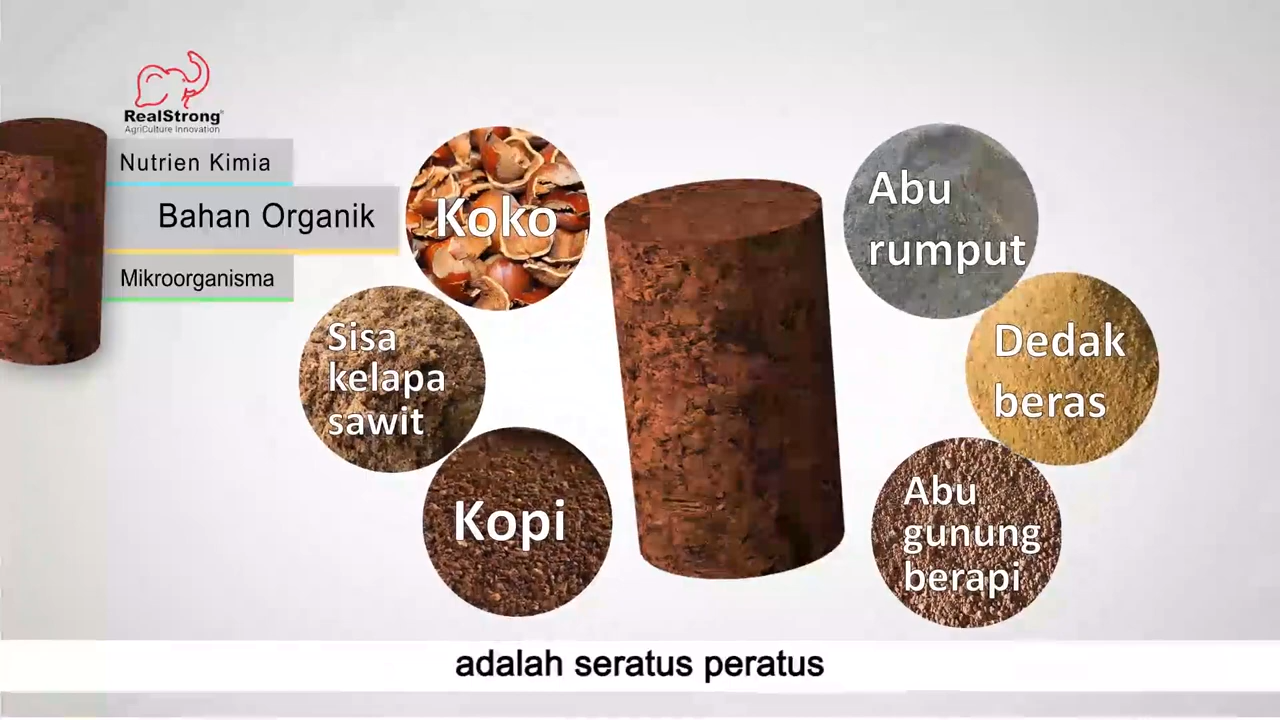 RealStrong
AgriCulture Innovation
Nutrien Kimia
Bahan Organik
Mikroorganisma
Koko
Sisa
kelapa
sawit
Kopi
Abu
rumput
Dedak
beras
Abu
gunung
berapi
adalah seratus peratus